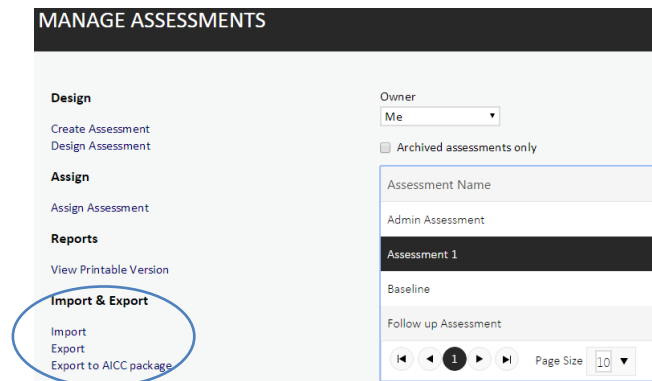 MANAGE ASSESSMENTS
Design
Create Assessment
Design Assessment
Assign
Assign Assessment
Reports
View Printable Version
Import & Export
Import
Export
Export to AICC package
Owner
Me
Archived assessments only
Assessment Name
Admin Assessment
Assessment 1
Baseline
Follow up Assessment
1 Page Size 10